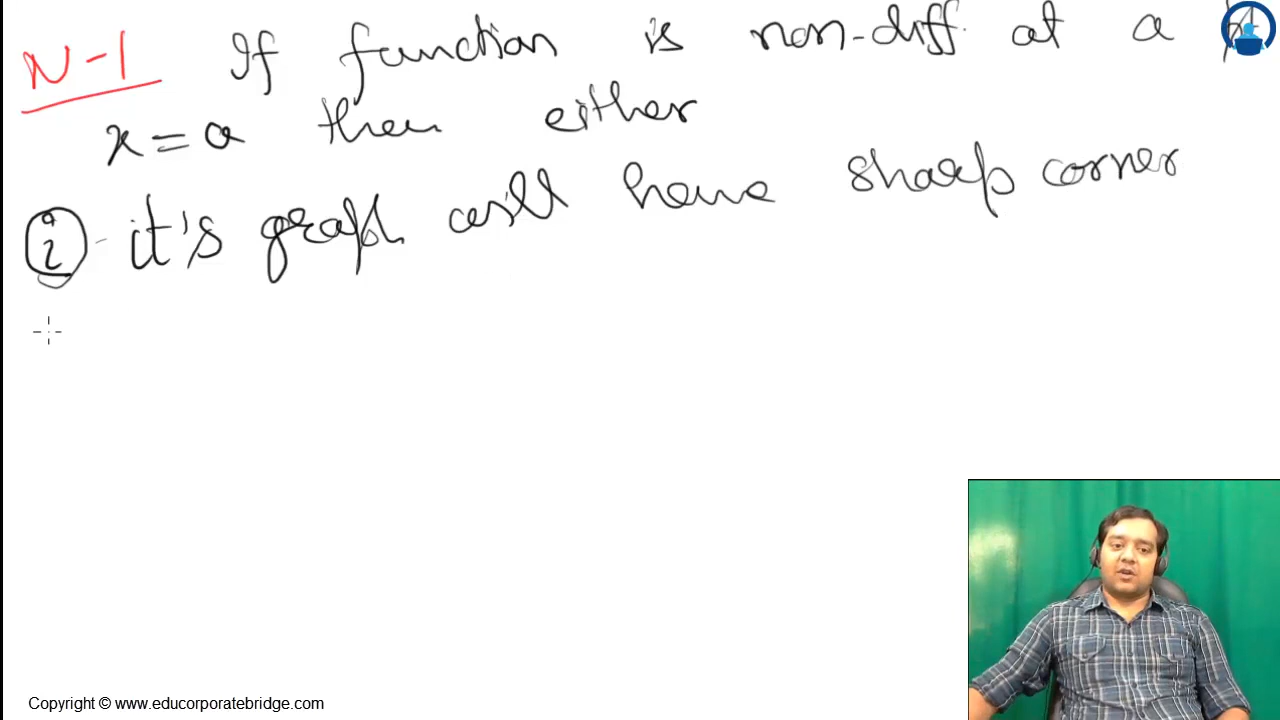 N-1 If function is non-diff. at a
x = a then either
i - it's graph will have sharp corner
Copyright © www.educorporatebridge.com